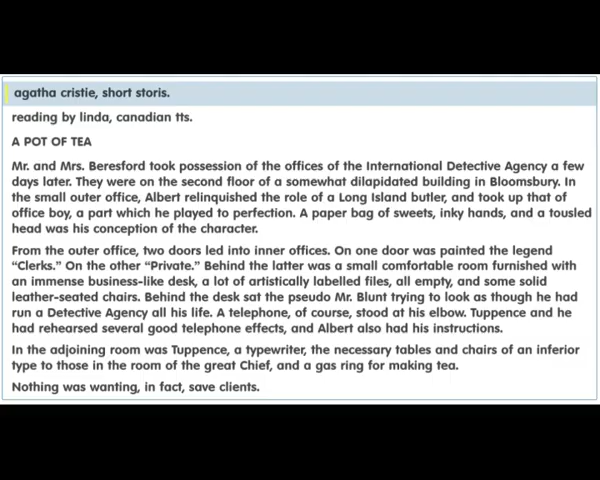 agatha cristie, short storis.
reading by linda, canadian tts.
A POT OF TEA
Mr. and Mrs. Beresford took possession of the offices of the International Detective Agency a few
days later. They were on the second floor of a somewhat dilapidated building in Bloomsbury. In
the small outer office, Albert relinquished the role of a Long Island butler, and took up that of
office boy, a part which he played to perfection. A paper bag of sweets, inky hands, and a tousled
head was his conception of the character.
From the outer office, two doors led into inner offices. On one door was painted the legend
“Clerks.” On the other “Private.” Behind the latter was a small comfortable room furnished with
an immense business-like desk, a lot of artistically labelled files, all empty, and some solid
leather-seated chairs. Behind the desk sat the pseudo Mr. Blunt trying to look as though he had
run a Detective Agency all his life. A telephone, of course, stood at his elbow. Tuppence and he
had rehearsed several good telephone effects, and Albert also had his instructions.
In the adjoining room was Tuppence, a typewriter, the necessary tables and chairs of an inferior
type to those in the room of the great Chief, and a gas ring for making tea.
Nothing was wanting, in fact, save clients.